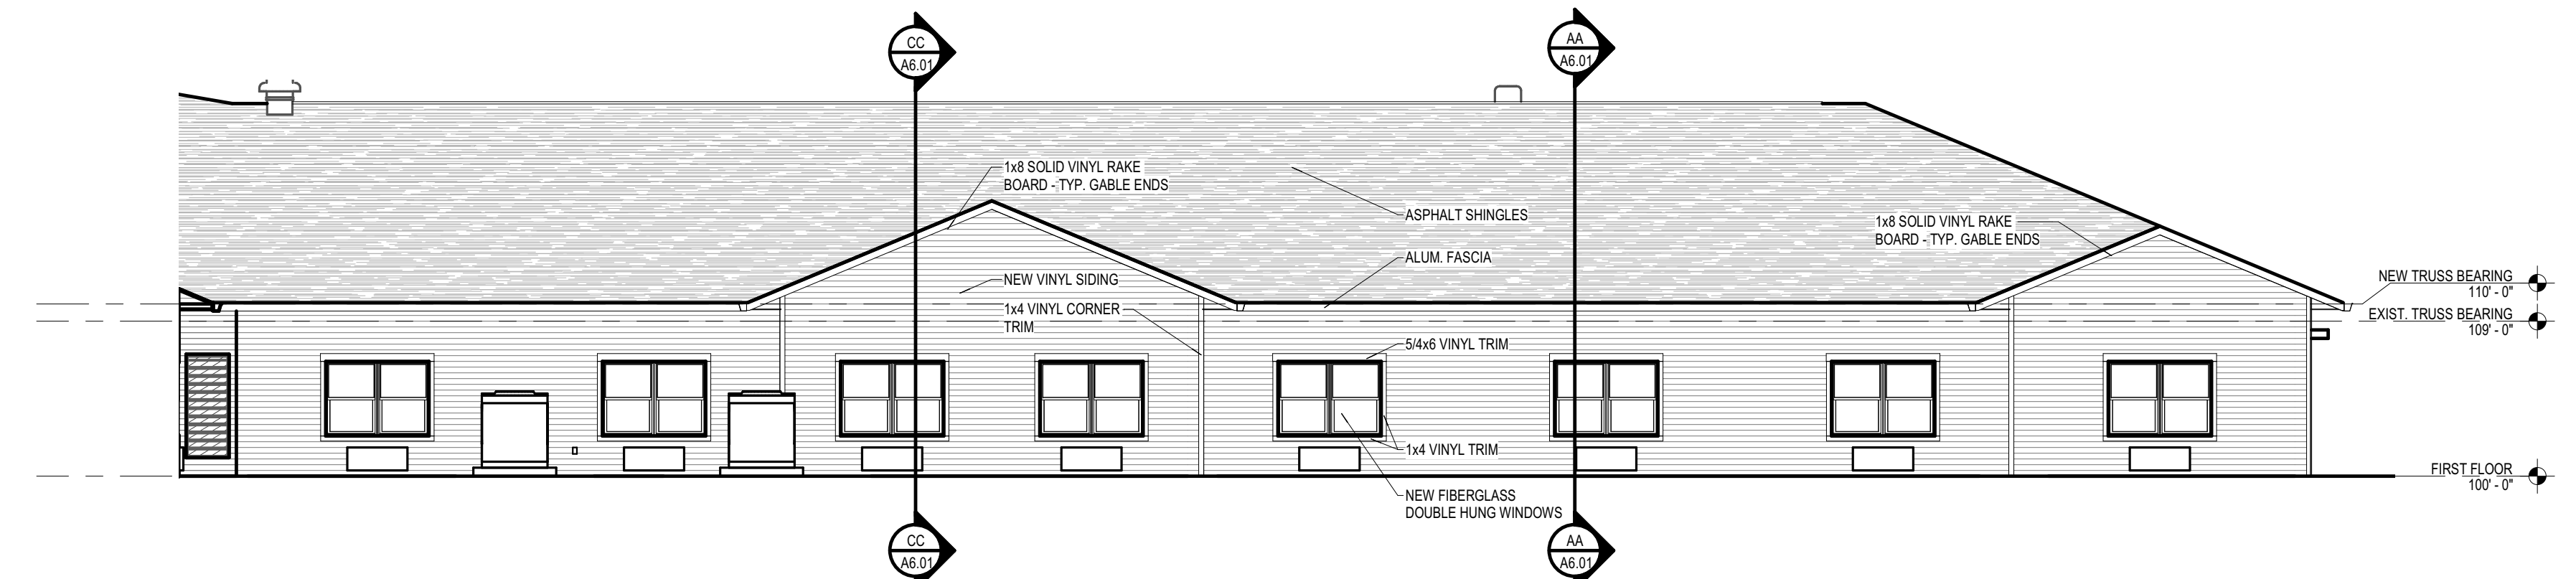 CC
A6.01
AA
A6.01
1x8 SOLID VINYL RAKE
BOARD - TYP. GABLE ENDS
ASPHALT SHINGLES
1x8 SOLID VINYL RAKE
BOARD - TYP. GABLE ENDS
ALUM. FASCIA
NEW VINYL SIDING
NEW TRUSS BEARING
110' - 0"
1x4 VINYL CORNER
TRIM
EXIST. TRUSS BEARING
109' - 0"
5/4x6 VINYL TRIM
1x4 VINYL TRIM
FIRST FLOOR
100' - 0"
NEW FIBERGLASS
DOUBLE HUNG WINDOWS
CC
A6.01
AA
A6.01